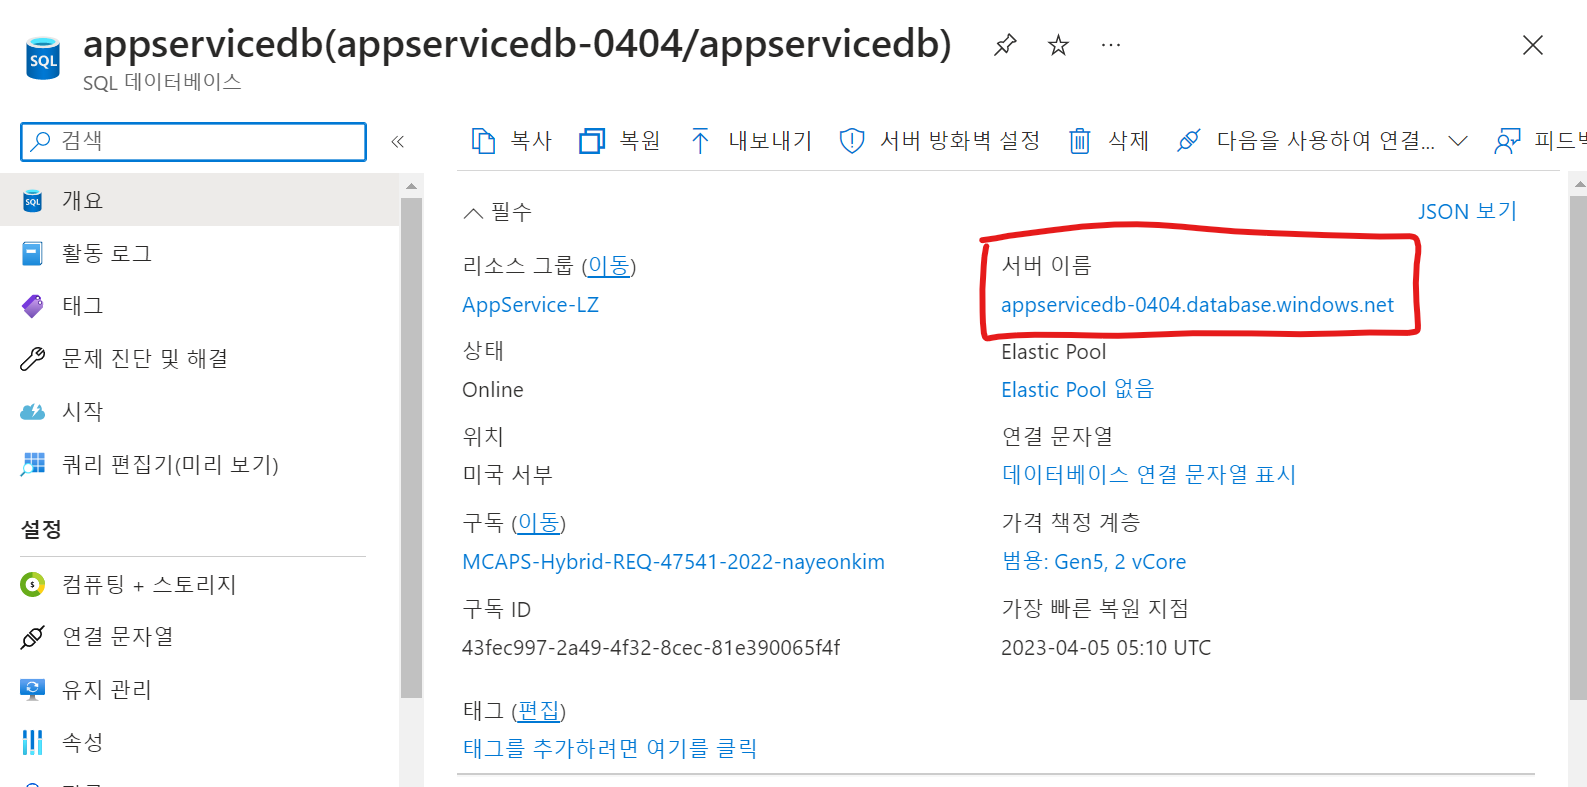 appservicedb(appservicedb-0404/appservicedb)
SQL 데이터베이스
검색
복사
복원
내보내기
서버 방화벽 설정
삭제
다음을 사용하여 연결...
개요
활동 로그
태그
문제 진단 및 해결
시작
쿼리 편집기(미리 보기)
설정
컴퓨팅 + 스토리지
연결 문자열
유지 관리
속성
필수
JSON 보기
리소스 그룹 (이동)
AppService-LZ
서버 이름
appservicedb-0404.database.windows.net
상태
Online
Elastic Pool
Elastic Pool 없음
위치
미국 서부
연결 문자열
데이터베이스 연결 문자열 표시
구독 (이동)
MCAPS-Hybrid-REQ-47541-2022-nayeonkim
가격 책정 계층
범용: Gen5, 2 vCore
구독 ID
43fec997-2a49-4f32-8cec-81e390065f4f
가장 빠른 복원 지점
2023-04-05 05:10 UTC
태그 (편집)
태그를 추가하려면 여기를 클릭